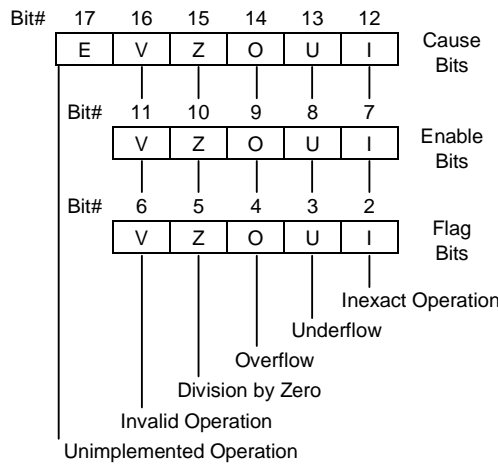 Bit# 17 16 15 14 13 12
E V Z O U I Cause
Bits
Bit# 11 10 9 8 7
V Z O U I Enable
Bits
Bit# 6 5 4 3 2
V Z O U I Flag
Bits
Inexact Operation
Underflow
Overflow
Division by Zero
Invalid Operation
Unimplemented Operation